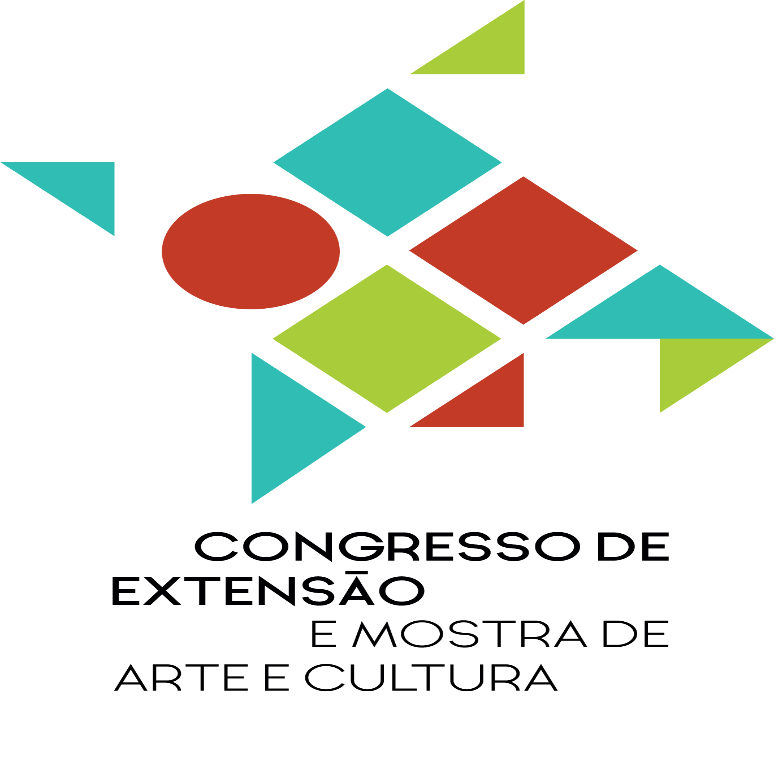 CONGRESSO DE
EXTENSÃO
E MOSTRA DE
ARTE E CULTURA